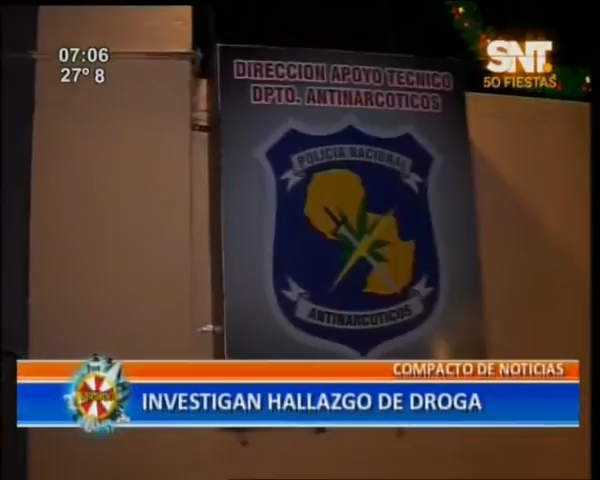 07:06
27º 8
SNT
50 FIESTAS
DIRECCION APOYO TECNICO
DPTO. ANTINARCOTICOS
POLICIA NACIONAL
ANTINARCOTICOS
COMPACTO DE NOTICIAS
INVESTIGAN HALLAZGO DE DROGA